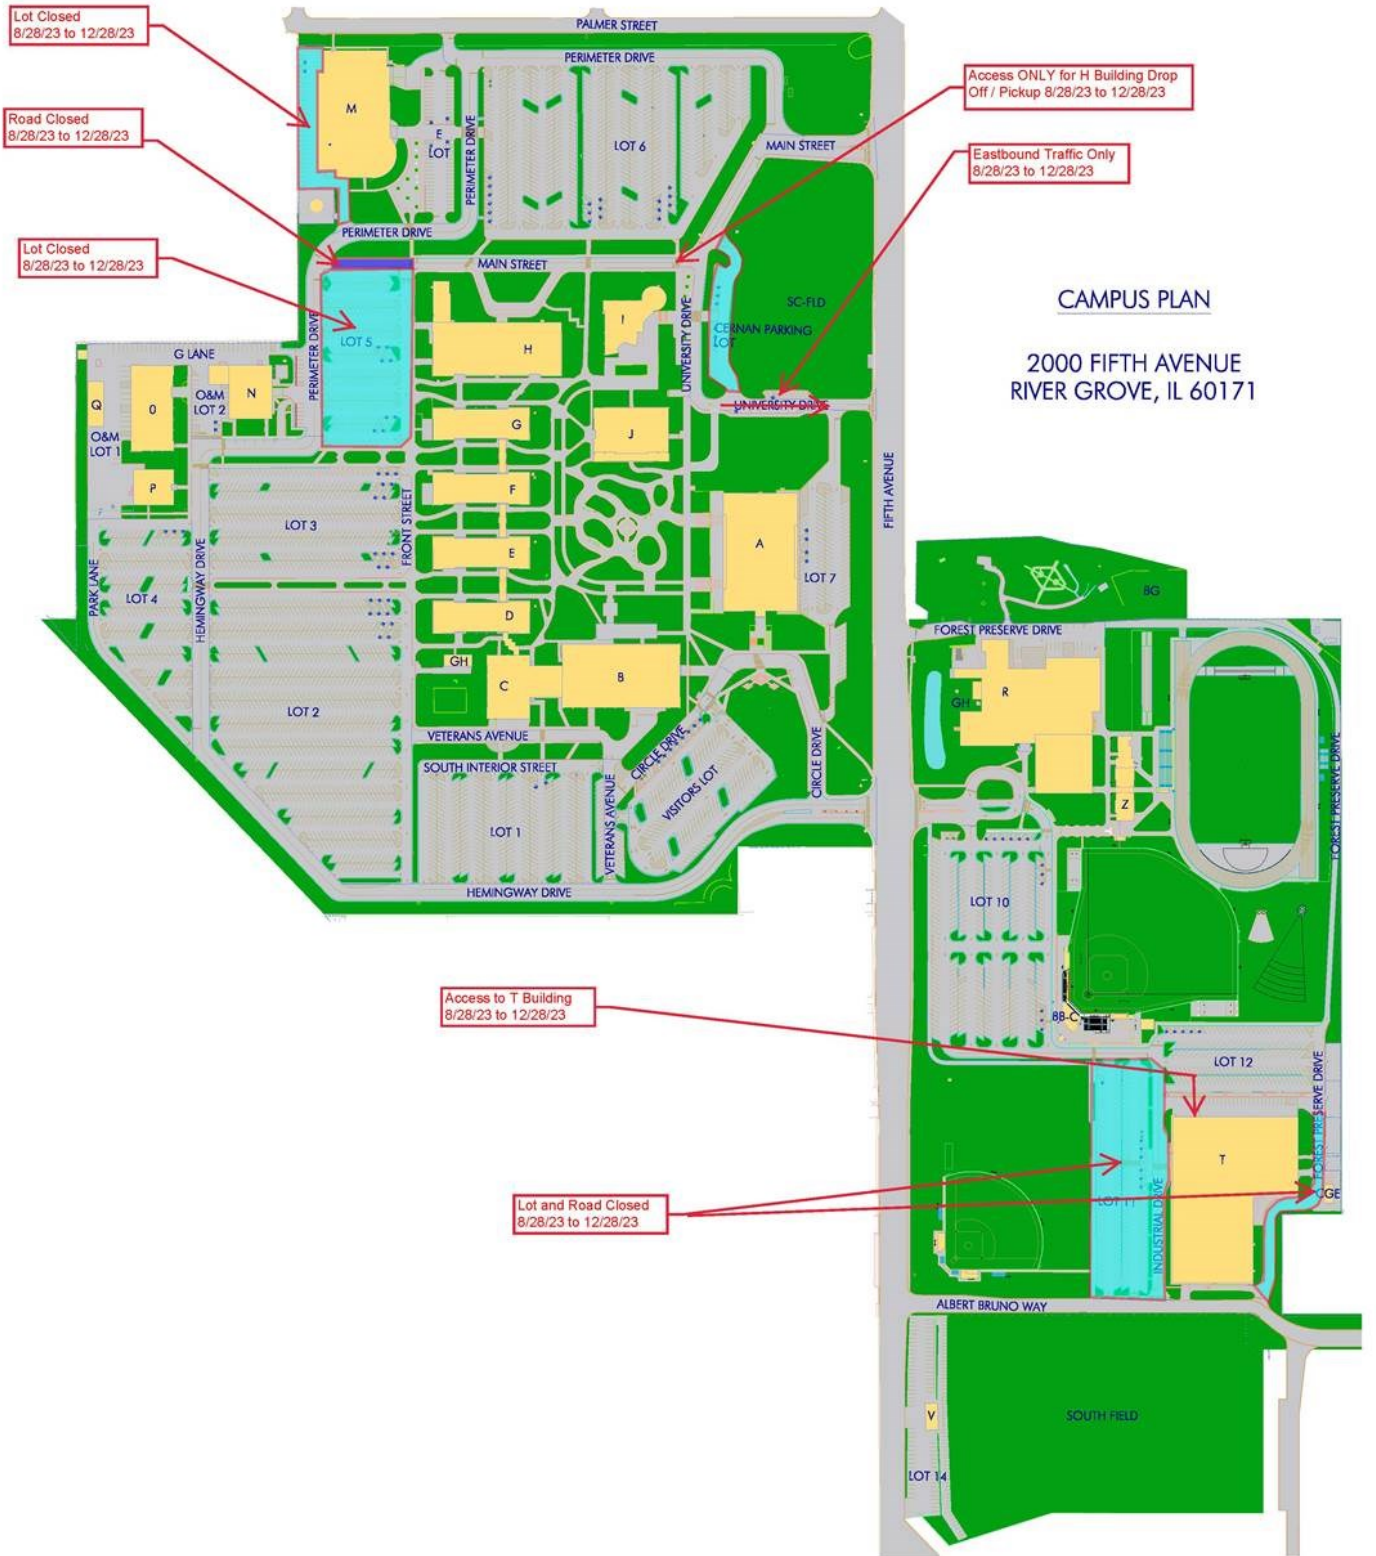 Lot Closed
8/28/23 to 12/28/23
PALMER STREET
PERIMETER DRIVE
Access ONLY for H Building Drop
Off / Pickup 8/28/23 to 12/28/23
Road Closed
8/28/23 to 12/28/23
M
E
LOT
PERIMETER DRIVE
LOT 6
MAIN STREET
Eastbound Traffic Only
8/28/23 to 12/28/23
PERIMETER DRIVE
Lot Closed
8/28/23 to 12/28/23
MAIN STREET
CAMPUS PLAN
2000 FIFTH AVENUE
RIVER GROVE, IL 60171
SC-FLD
CERNAN PARKING
LOT
I
H
UNIVERSITY DRIVE
LOT 5
PERIMETER DRIVE
G LANE
N
O&M
LOT 2
Q
O
O&M
LOT 1
P
UNIVERSITY DRIVE
G
J
F
E
D
A
LOT 7
FIFTH AVENUE
LOT 3
FRONT STREET
PARK LANE
LOT 4
HEMINGWAY DRIVE
BG
FOREST PRESERVE DRIVE
GH
C
B
LOT 2
R
GH
VETERANS AVENUE
SOUTH INTERIOR STREET
CIRCLE DRIVE
VISITORS LOT
CIRCLE DRIVE
LOT 1
VETERANS AVENUE
HEMINGWAY DRIVE
Z
FOREST PRESERVE DRIVE
LOT 10
Access to T Building
8/28/23 to 12/28/23
BB-C
LOT 12
FOREST PRESERVE DRIVE
T
CGE
Lot and Road Closed
8/28/23 to 12/28/23
LOT 11
INDUSTRIAL DRIVE
ALBERT BRUNO WAY
V
SOUTH FIELD
LOT 14